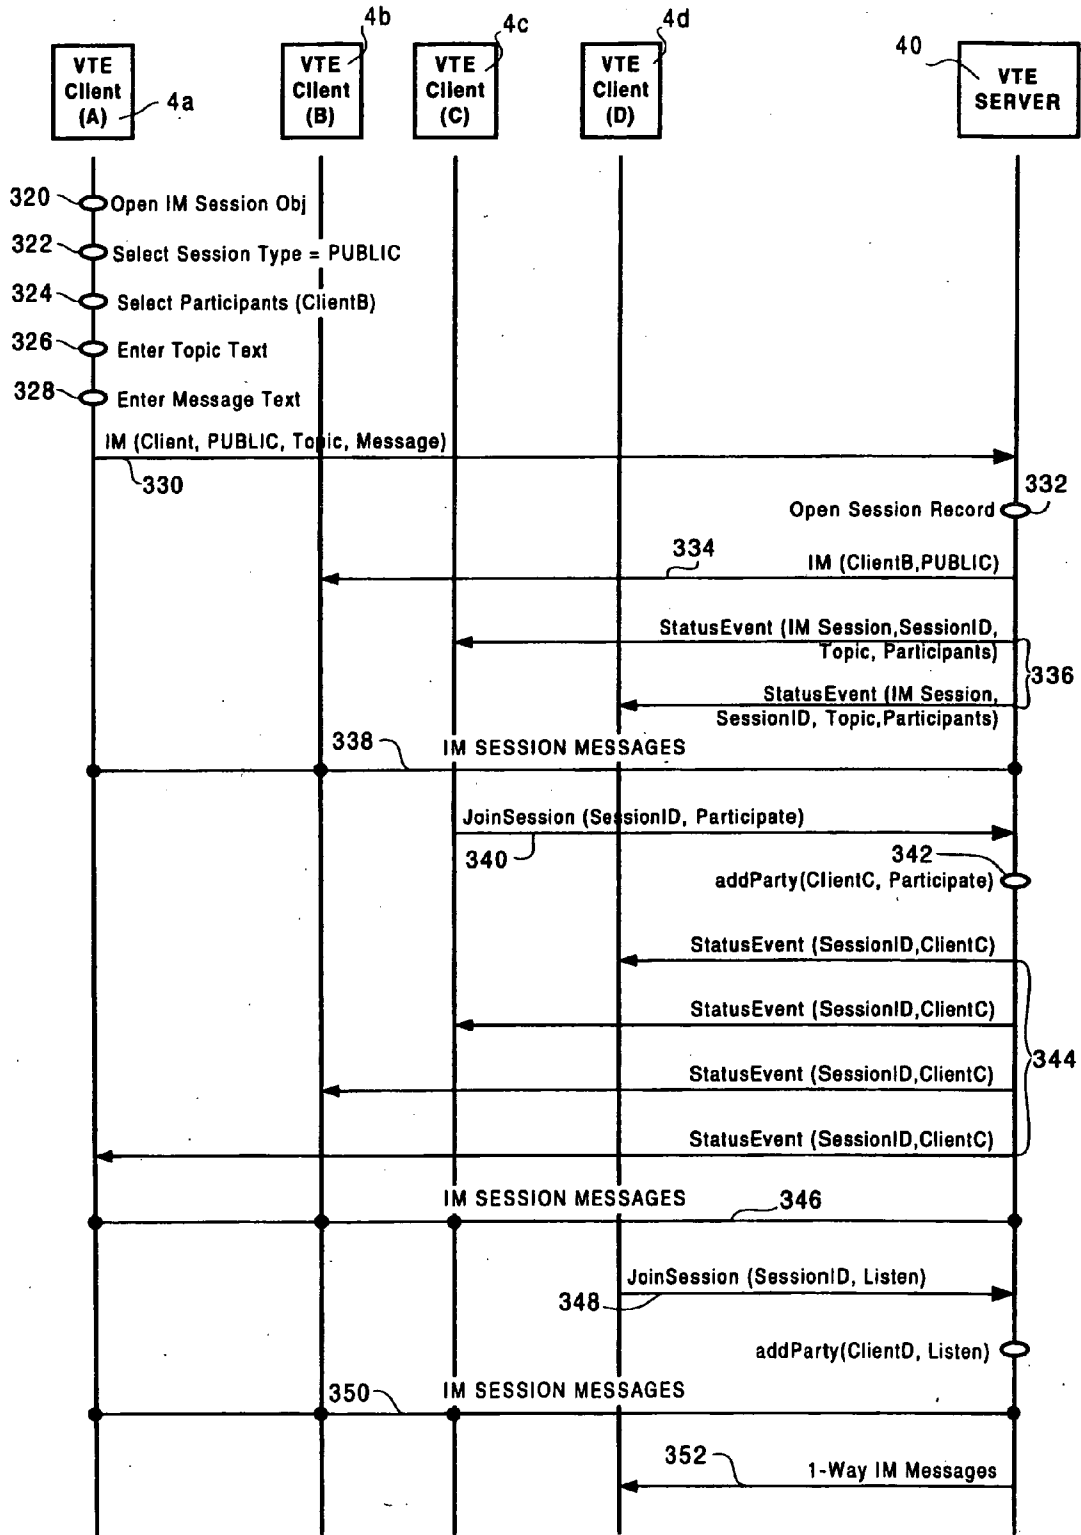 4b
4c
4d
40
VTE
Client
(A)
4a
VTE
Client
(B)
VTE
Client
(C)
VTE
Client
(D)
VTE
SERVER
320
Open IM Session Obj
322
Select Session Type = PUBLIC
324
Select Participants (ClientB)
326
Enter Topic Text
328
Enter Message Text
IM (Client, PUBLIC, Topic, Message)
330
332
Open Session Record
334
IM (ClientB,PUBLIC)
StatusEvent (IM Session,SessionID,
Topic, Participants)
336
StatusEvent (IM Session,
SessionID, Topic,Participants)
338
IM SESSION MESSAGES
JoinSession (SessionID, Participate)
340
342
addParty(ClientC, Participate)
StatusEvent (SessionID,ClientC)
StatusEvent (SessionID,ClientC)
344
StatusEvent (SessionID,ClientC)
StatusEvent (SessionID,ClientC)
IM SESSION MESSAGES
346
JoinSession (SessionID, Listen)
348
addParty(ClientD, Listen)
350
IM SESSION MESSAGES
352
1-Way IM Messages